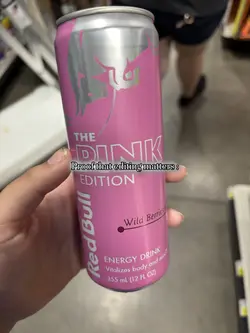 THE
PINK
EDITION
Proof that editing matters :
Red Bull
Wild Berries
ENERGY DRINK
Vitalizes body and mind.
355 mL (12 FL OZ)